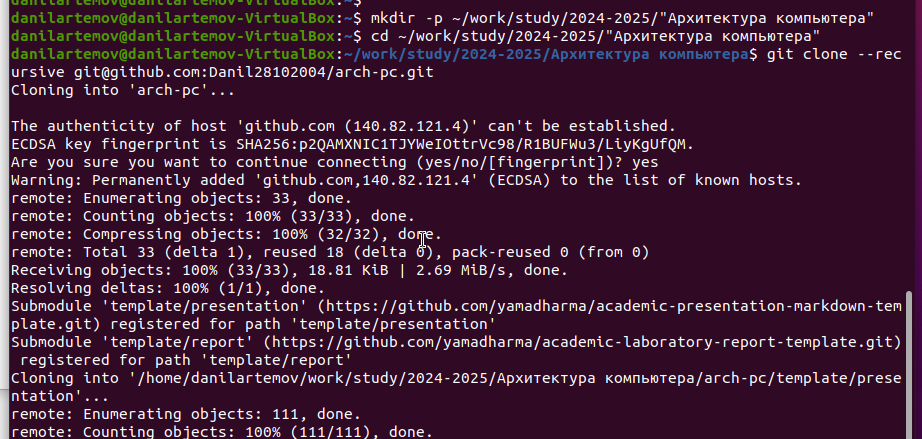 danilartemov@danilartemov-VirtualBox:~$
danilartemov@danilartemov-VirtualBox:~$ mkdir -p ~/work/study/2024-2025/"Архитектура компьютера"
danilartemov@danilartemov-VirtualBox:~$ cd ~/work/study/2024-2025/"Архитектура компьютера"
danilartemov@danilartemov-VirtualBox:~/work/study/2024-2025/Архитектура компьютера$ git clone --rec
ursive git@github.com:Danil28102004/arch-pc.git
Cloning into 'arch-pc'...
The authenticity of host 'github.com (140.82.121.4)' can't be established.
ECDSA key fingerprint is SHA256:p2QAMXNIC1TJYWeIOttrVc98/R1BUFWu3/LiyKgUfQM.
Are you sure you want to continue connecting (yes/no/[fingerprint])? yes
Warning: Permanently added 'github.com,140.82.121.4' (ECDSA) to the list of known hosts.
remote: Enumerating objects: 33, done.
remote: Counting objects: 100% (33/33), done.
remote: Compressing objects: 100% (32/32), done.
remote: Total 33 (delta 1), reused 18 (delta 0), pack-reused 0 (from 0)
Receiving objects: 100% (33/33), 18.81 KiB | 2.69 MiB/s, done.
Resolving deltas: 100% (1/1), done.
Submodule 'template/presentation' (https://github.com/yamadharma/academic-presentation-markdown-tem
plate.git) registered for path 'template/presentation'
Submodule 'template/report' (https://github.com/yamadharma/academic-laboratory-report-template.git)
 registered for path 'template/report'
Cloning into '/home/danilartemov/work/study/2024-2025/Архитектура компьютера/arch-pc/template/prese
ntation'...
remote: Enumerating objects: 111, done.
remote: Counting objects: 100% (111/111), done.